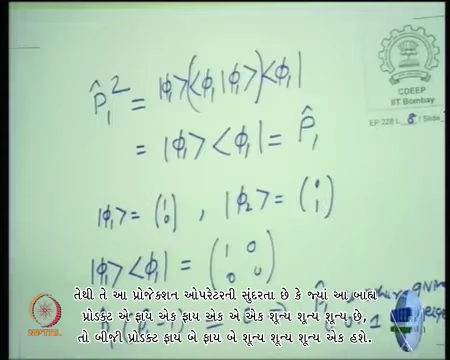 P̂₁² = |φ₁>(<φ₁|φ₁>)<φ₁|
= |φ₁> <φ₁| = P̂₁
CDEEP
IIT Bombay
EP 228 L 8 / Slide
|φ₁> = (1 0) , |φ₂> = (0 1)
|φ₁> <φ₁| = (1 0 0 0)
તેથી તે આ પ્રોજેક્શન ઓપરેટરની સુંદરતા છે કે જ્યાં આ બાહ્ય
પ્રોડક્ટ એ ફાય એક ફાય એક એ એક શૂન્ય શૂન્ય શૂન્ય છે,
તો બીજી પ્રોડક્ટ ફાય બે ફાય બે શૂન્ય શૂન્ય શૂન્ય એક હશે.
NPTEL